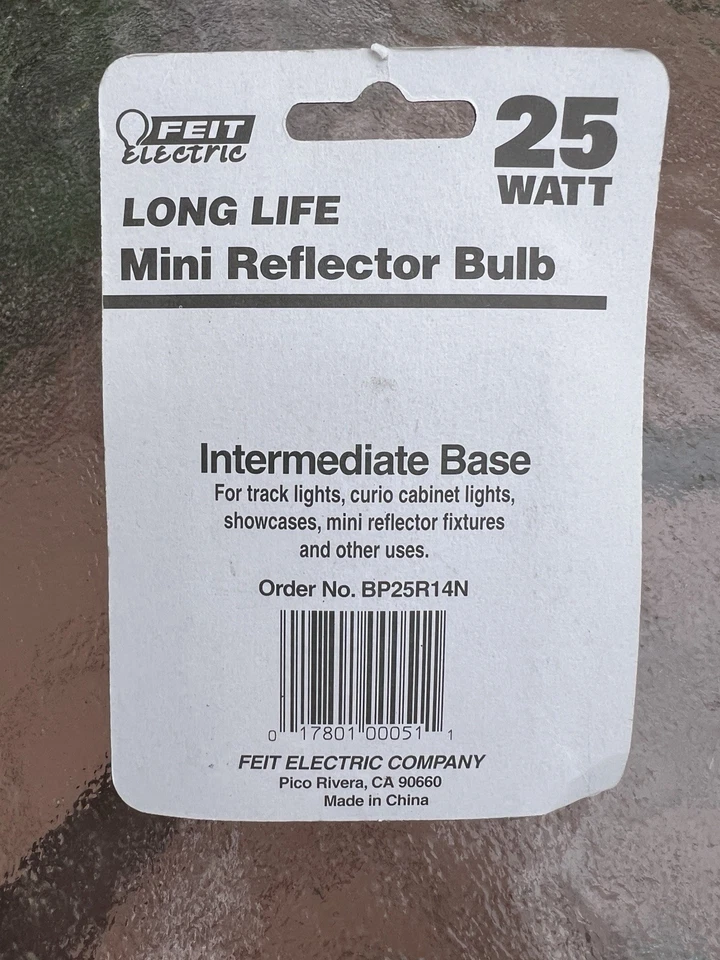 FEIT
ELECTRIC
25
WATT
LONG LIFE
Mini Reflector Bulb
Intermediate Base
For track lights, curio cabinet lights,
showcases, mini reflector fixtures
and other uses.
Order No. BP25R14N
0 17801 00051 1
FEIT ELECTRIC COMPANY
Pico Rivera, CA 90660
Made in China